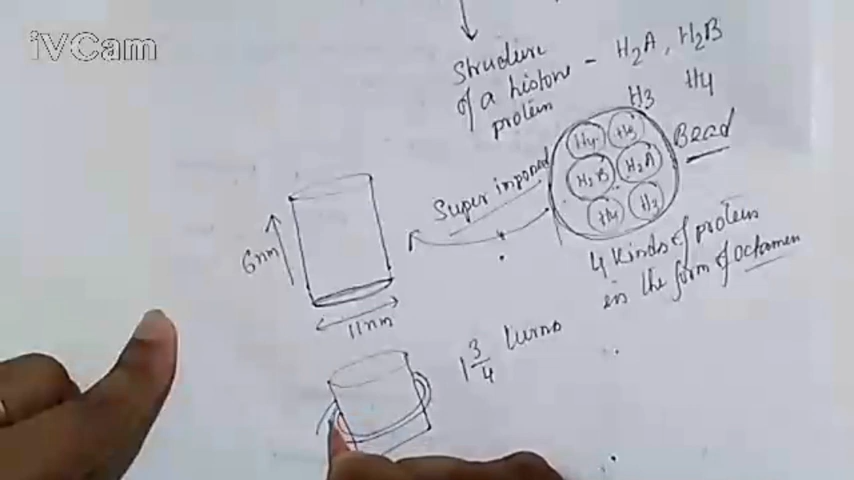 iVCam
Structure
of a histone - H2A, H2B
protein H3 H4
Bead
H4 H3
H2B H2A
H4 H3
Super imposed
6nm
11nm
4 kinds of protein
in the form of octamer
1 3/4 turns